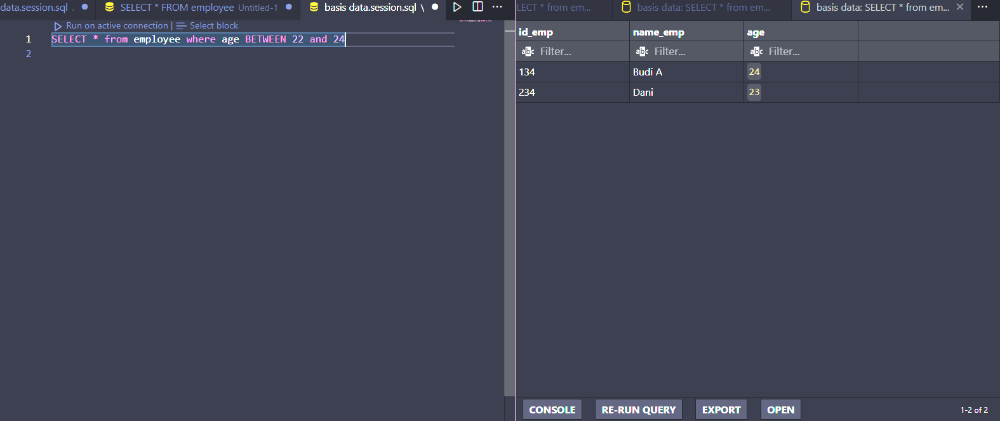 data.session.sql . SELECT * FROM employee Untitled-1 basis data.session.sql \ ...
Run on active connection | Select block
1 SELECT * from employee where age BETWEEN 22 and 24
2
LECT * from em... basis data: SELECT * from em... basis data: SELECT * from em... ...
id_emp name_emp age
abc Filter... abc Filter... abc Filter...
134 Budi A 24
234 Dani 23
CONSOLE RE-RUN QUERY EXPORT OPEN 1-2 of 2